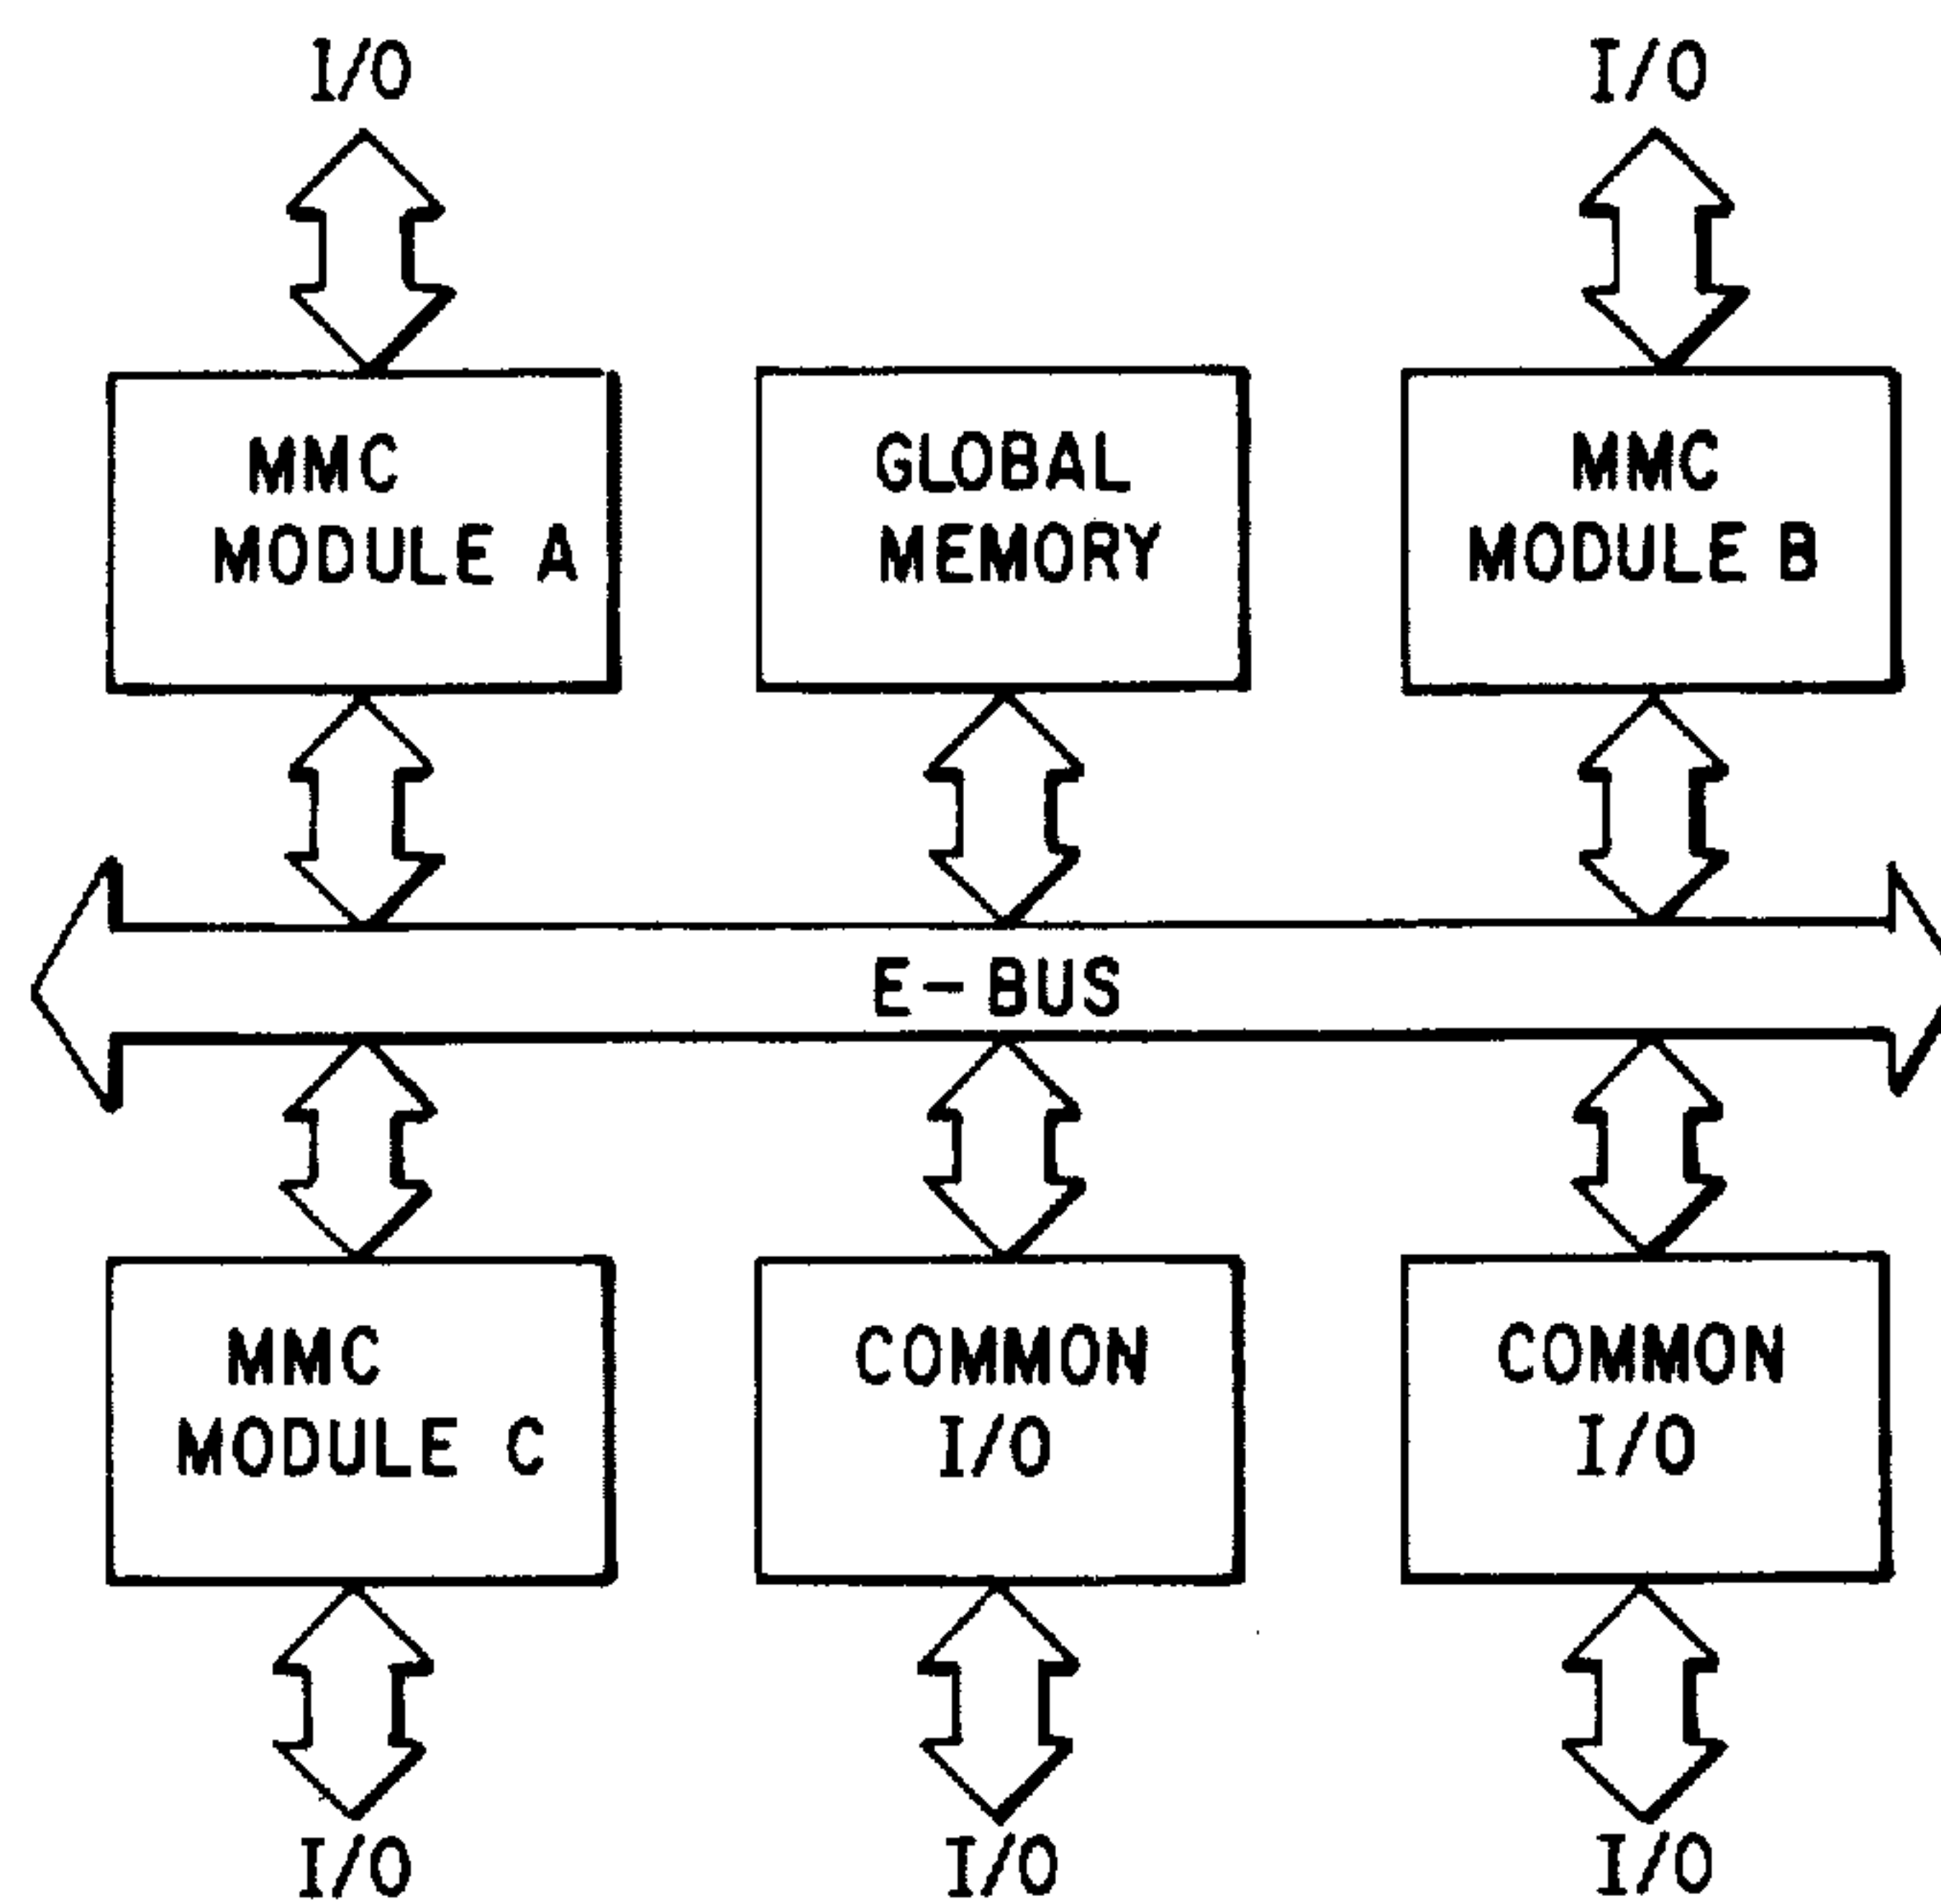 I/O
I/O
MMC
MODULE A
GLOBAL
MEMORY
MMC
MODULE B
E-BUS
MMC
MODULE C
COMMON
I/O
COMMON
I/O
I/O
I/O
I/O